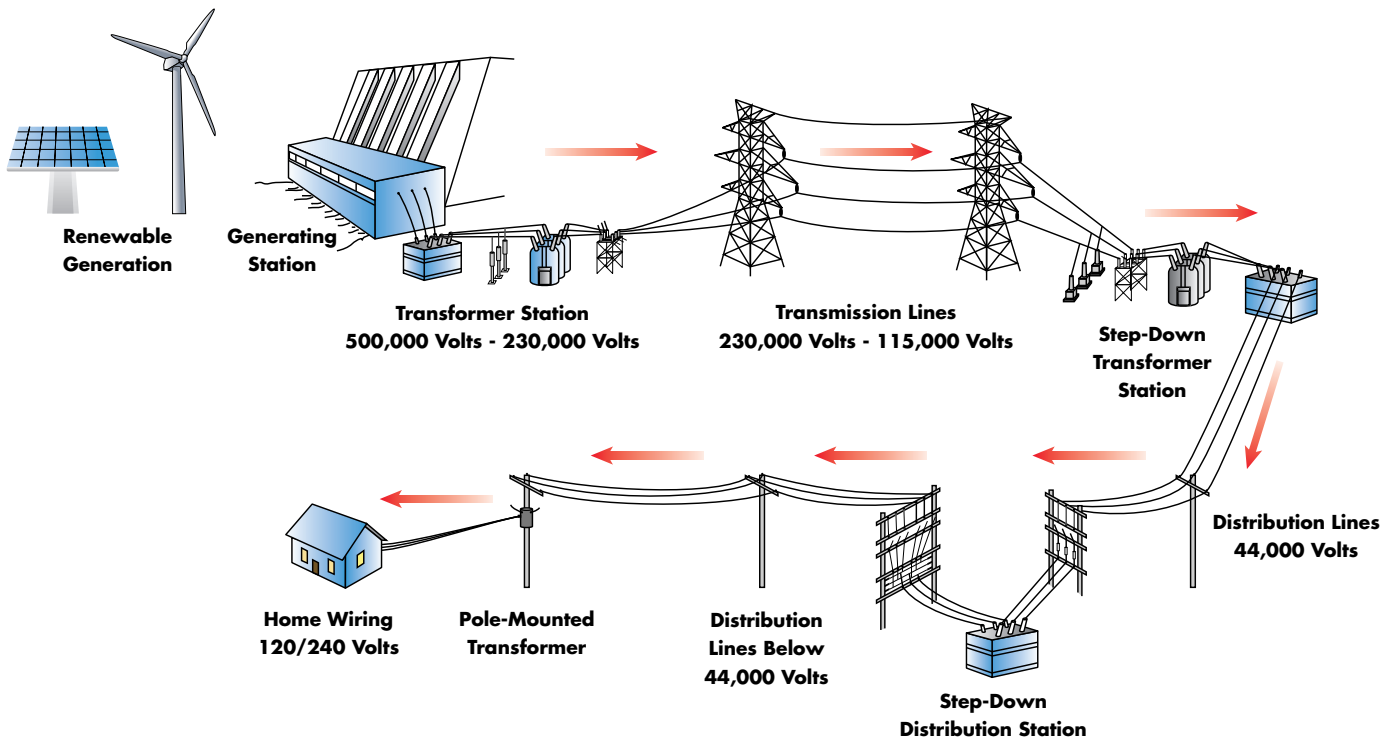 Renewable
Generation
Generating
Station
Transformer Station
500,000 Volts - 230,000 Volts
Transmission Lines
230,000 Volts - 115,000 Volts
Step-Down
Transformer
Station
Distribution Lines
44,000 Volts
Step-Down
Distribution Station
Distribution
Lines Below
44,000 Volts
Pole-Mounted
Transformer
Home Wiring
120/240 Volts